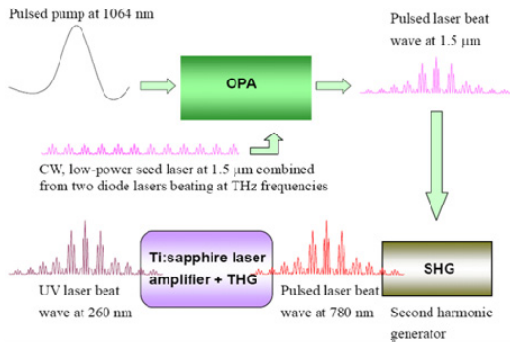 Pulsed pump at 1064 nm
Pulsed laser beat
wave at 1.5 μm
OPA
CW, low-power seed laser at 1.5 μm combined
from two diode lasers beating at THz frequencies
Ti:sapphire laser
amplifier + THG
SHG
UV laser beat
wave at 260 nm
Pulsed laser beat
wave at 780 nm
Second harmonic
generator